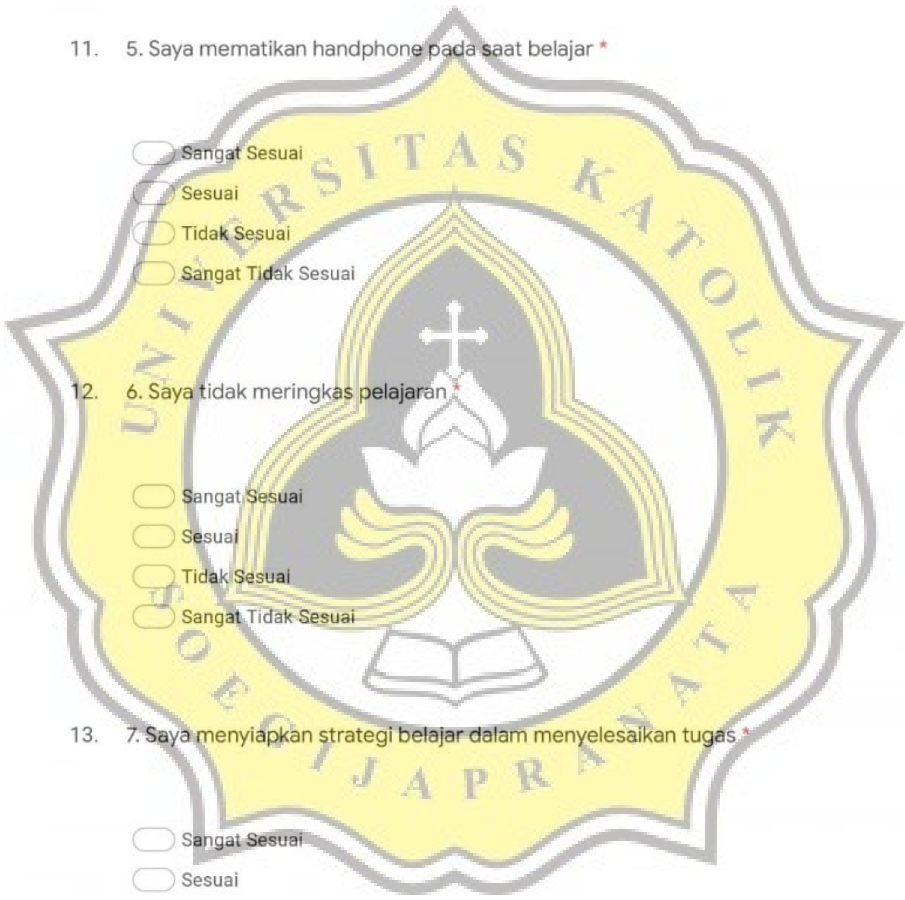 11. 5. Saya mematikan handphone pada saat belajar *
Sangat Sesuai
Sesuai
Tidak Sesuai
Sangat Tidak Sesuai
12. 6. Saya tidak meringkas pelajaran *
Sangat Sesuai
Sesuai
Tidak Sesuai
Sangat Tidak Sesuai
13. 7. Saya menyiapkan strategi belajar dalam menyelesaikan tugas *
Sangat Sesuai
Sesuai
UNIVERSITAS KATOLIK
SOEGIJAPRANATA